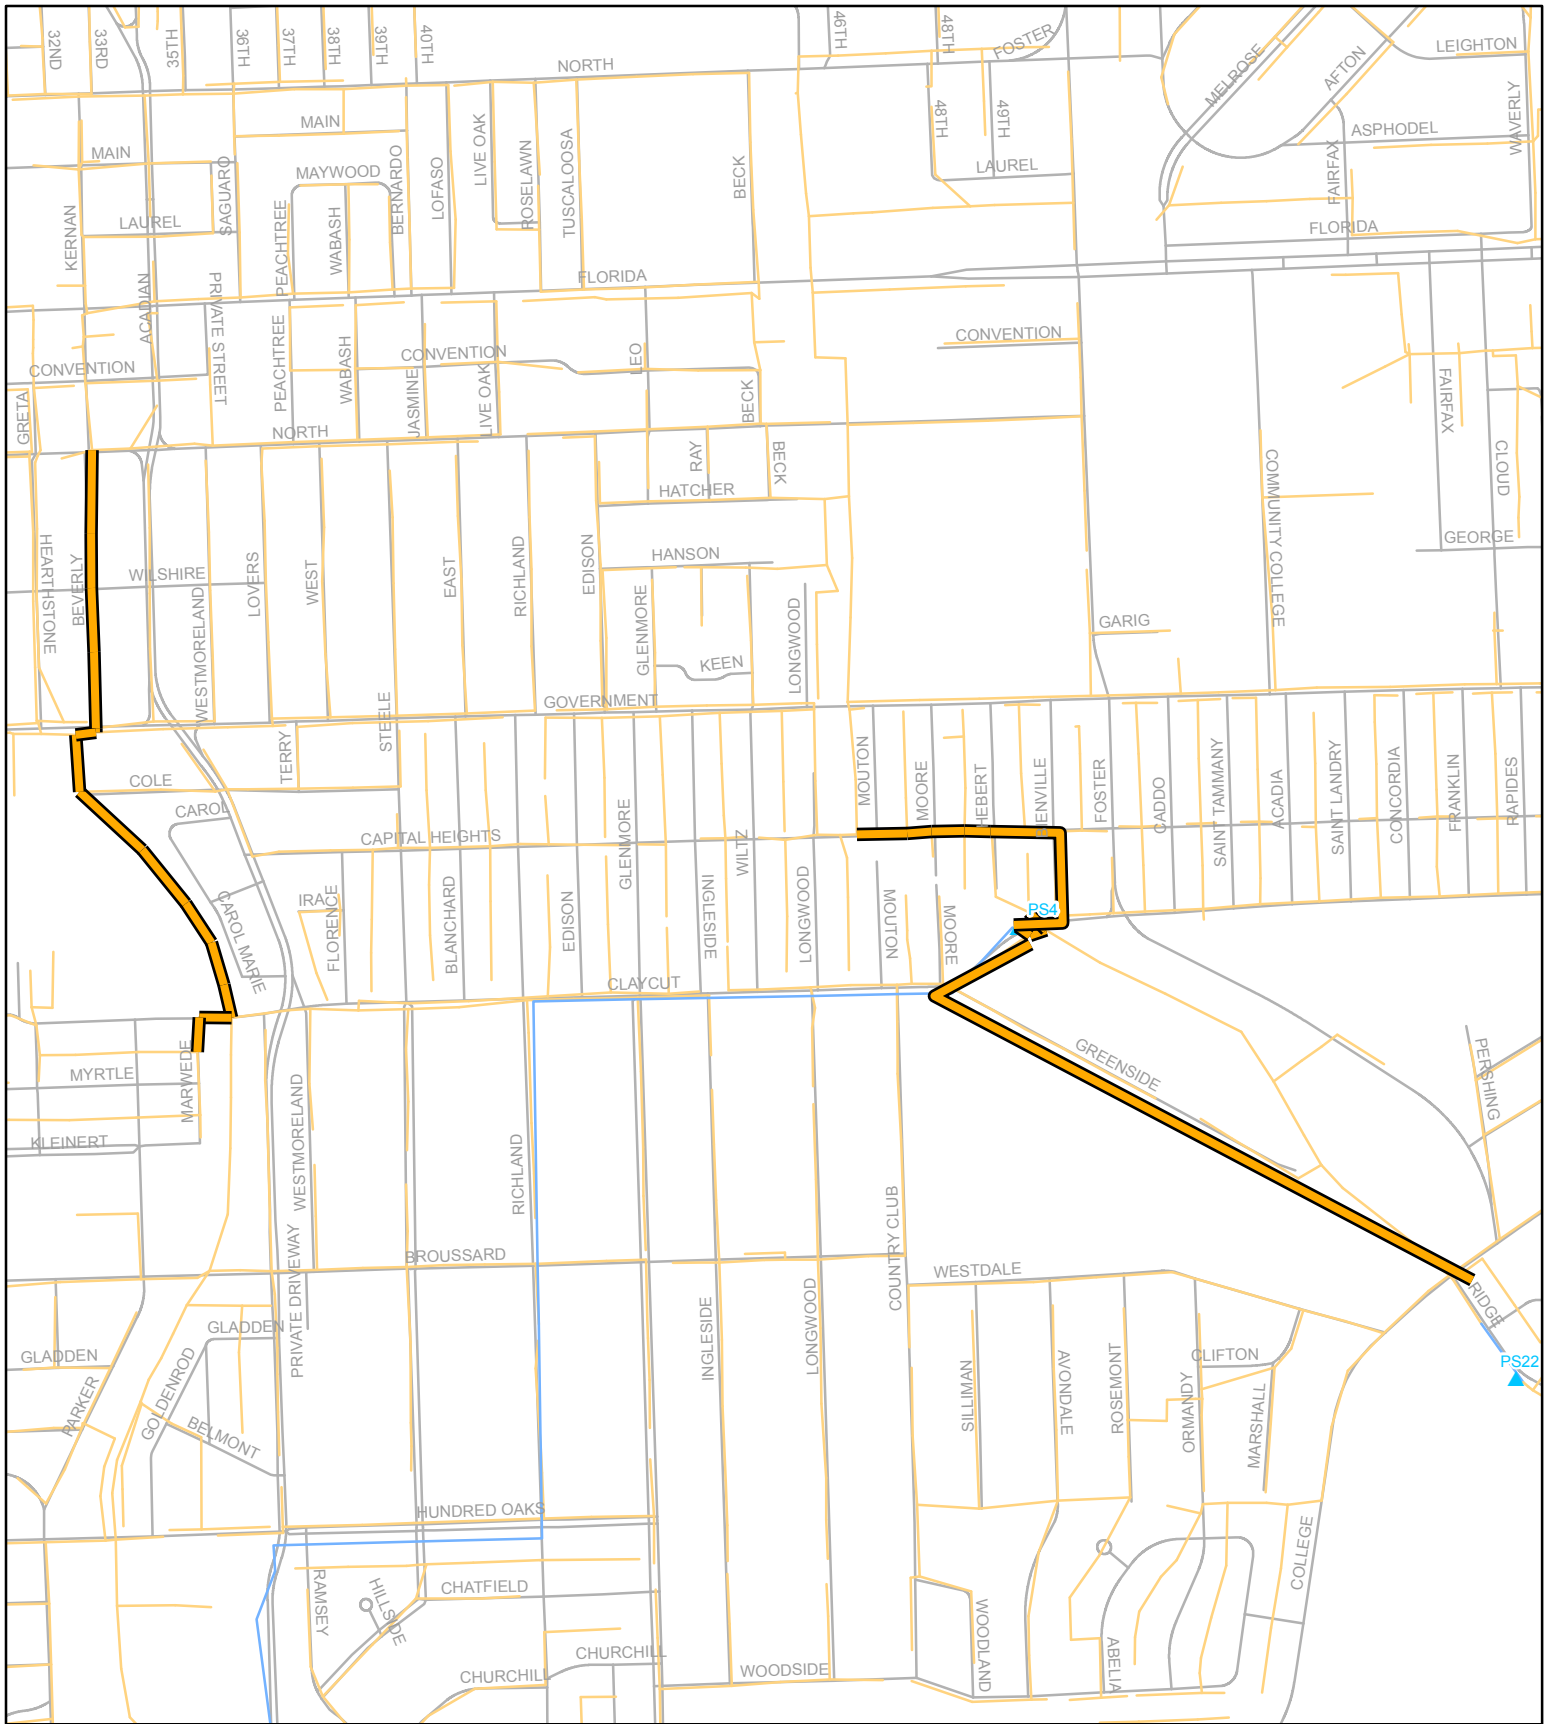 32ND
33RD
35TH
36TH
37TH
38TH
39TH
40TH
46TH
48TH
FOSTER
MELROSE
AFTON
LEIGHTON
NORTH
MAIN
48TH
49TH
WAVERLY
ASPHODEL
MAIN
MAYWOOD
SAGUARO
BERNARDO
LOFASO
LIVE OAK
ROSELAWN
TUSCALOOSA
BECK
LAUREL
FAIRFAX
KERNAN
LAUREL
PEACHTREE
WABASH
FLORIDA
FLORIDA
ACADIAN
PRIVATE STREET
PEACHTREE
WABASH
CONVENTION
JASMINE
LIVE OAK
LEO
BECK
CONVENTION
CONVENTION
GRETA
FAIRFAX
NORTH
RAY
BECK
HATCHER
COMMUNITY COLLEGE
CLOUD
GEORGE
HEARTHSTONE
BEVERLY
WILSHIRE
WESTMORELAND
LOVERS
WEST
EAST
RICHLAND
EDISON
HANSON
GLENMORE
KEEN
LONGWOOD
GARIG
GOVERNMENT
STEELE
TERRY
COLE
CAROL
CAPITAL HEIGHTS
GLENMORE
WILTZ
MOUTON
MOORE
HEBERT
BIENVILLE
FOSTER
CADDO
SAINT TAMMANY
ACADIA
SAINT LANDRY
CONCORDIA
FRANKLIN
RAPIDES
IRA
FLORENCE
CAROL MARIE
BLANCHARD
EDISON
INGLESIDE
LONGWOOD
MOUTON
MOORE
PS4
CLAYCUT
MARWEDE
MYRTLE
KLEINERT
WESTMORELAND
GREENSIDE
PERSHING
RICHLAND
COUNTRY CLUB
BROUSSARD
PRIVATE DRIVEWAY
WESTDALE
RIDGE
GLADDEN
GLADDEN
INGLESIDE
LONGWOOD
CLIFTON
PS22
PARKER
GOLDENROD
BELMONT
SILLIMAN
AVONDALE
ROSEMONT
ORMANDY
MARSHALL
HUNDRED OAKS
COLLEGE
RAMSEY
HILLSIDE
CHATFIELD
WOODLAND
ABELIA
CHURCHILL
CHURCHILL
WOODSIDE